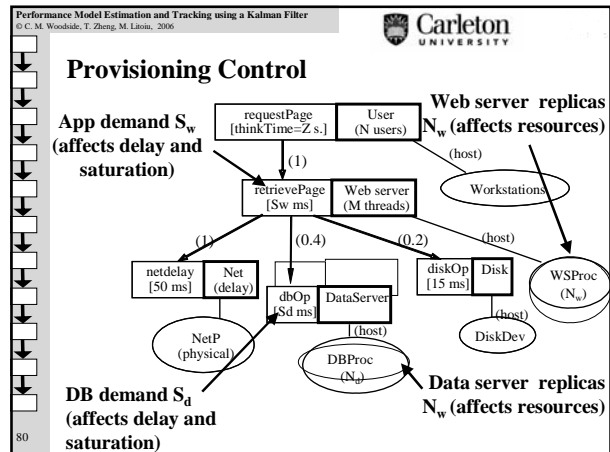 Performance Model Estimation and Tracking using a Kalman Filter
© C. M. Woodside, T. Zheng, M. Litoiu, 2006
Carleton
UNIVERSITY
Provisioning Control
App demand Sw
(affects delay and
saturation)
requestPage
[thinkTime=Z s.]
User
(N users)
Web server replicas
Nw (affects resources)
(host)
Workstations
(1)
retrievePage
[Sw ms]
Web server
(M threads)
(1)
(0.4)
(0.2)
(host)
netdelay
[50 ms]
Net
(delay)
dbOp
[Sd ms]
DataServer
diskOp
[15 ms]
Disk
WSProc
(Nw)
NetP
(physical)
(host)
DBProc
(Nd)
(host)
DiskDev
DB demand Sd
(affects delay and
saturation)
Data server replicas
Nw (affects resources)
80